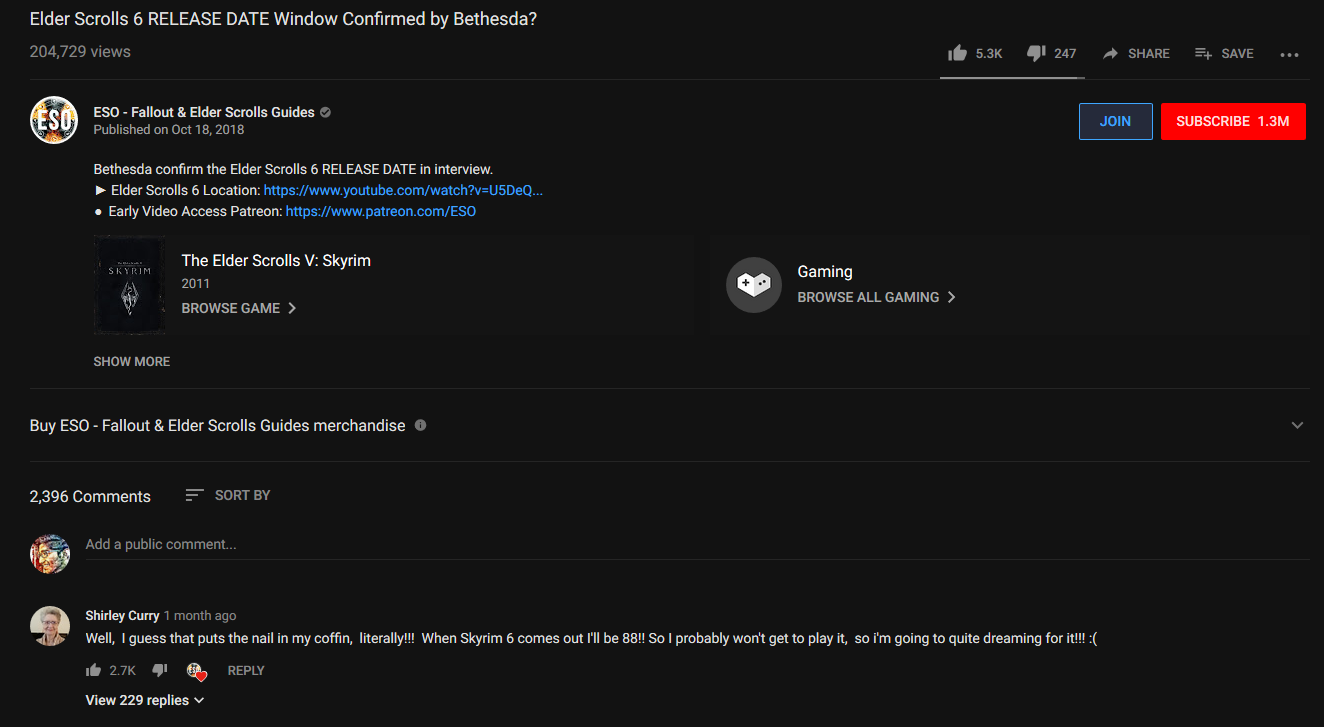 Elder Scrolls 6 RELEASE DATE Window Confirmed by Bethesda?
204,729 views
5.3K 247 SHARE SAVE
ESO
ESO - Fallout & Elder Scrolls Guides
Published on Oct 18, 2018
JOIN SUBSCRIBE 1.3M
Bethesda confirm the Elder Scrolls 6 RELEASE DATE in interview.
► Elder Scrolls 6 Location: https://www.youtube.com/watch?v=U5DeQ...
● Early Video Access Patreon: https://www.patreon.com/ESO
SKYRIM
The Elder Scrolls V: Skyrim
2011
BROWSE GAME
Gaming
BROWSE ALL GAMING
SHOW MORE
Buy ESO - Fallout & Elder Scrolls Guides merchandise
2,396 Comments SORT BY
Add a public comment...
Shirley Curry 1 month ago
Well, I guess that puts the nail in my coffin, literally!!! When Skyrim 6 comes out I'll be 88!! So I probably won't get to play it, so i'm going to quite dreaming for it!!! :(
2.7K REPLY
View 229 replies